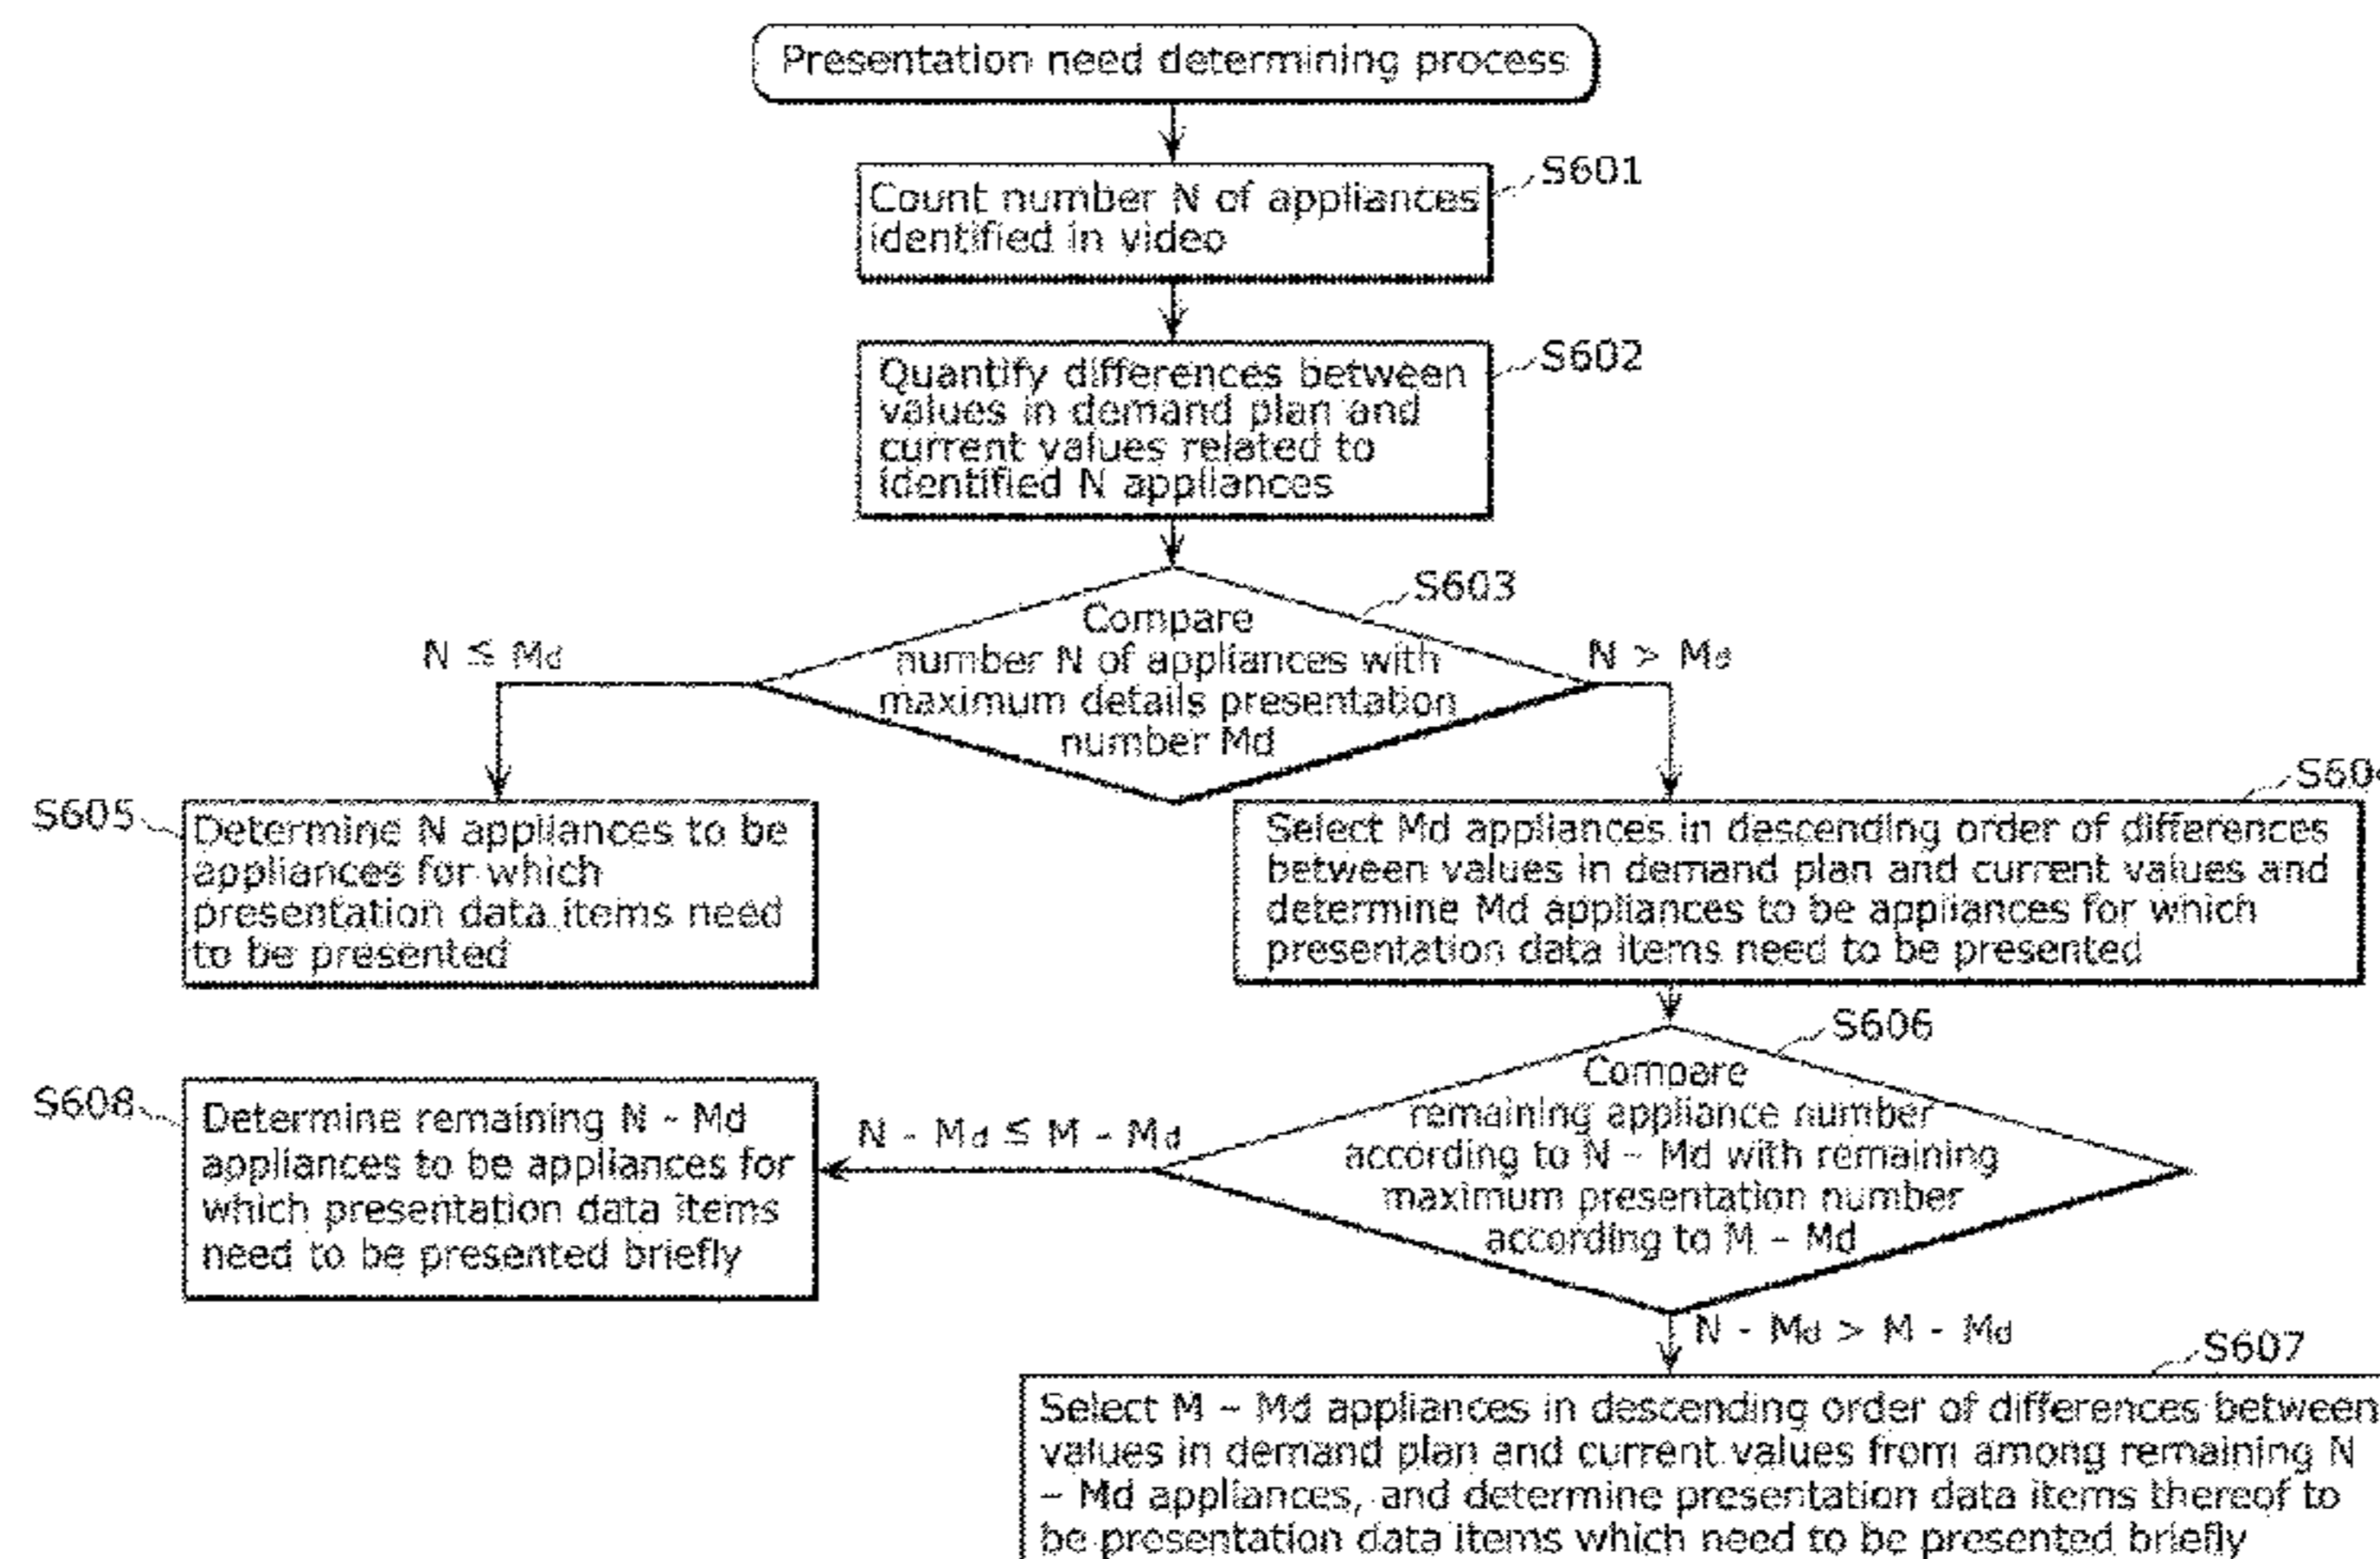 Presentation need determining process
S601
Count number N of appliances
identified in video
S602
Quantify differences between
values in demand plan and
current values related to
identified N appliances
S603
Compare
number N of appliances with
maximum details presentation
number Md
N ≤ Md
N > Md
S605
Determine N appliances to be
appliances for which
presentation data items need
to be presented
Select Md appliances in descending order of differences
between values in demand plan and current values and
determine Md appliances to be appliances for which
presentation data items need to be presented
S606
Compare
remaining appliance number
according to N - Md with remaining
maximum presentation number
according to M - Md
N - Md ≤ M - Md
S608
Determine remaining N - Md
appliances to be appliances for
which presentation data items
need to be presented briefly
N - Md > M - Md
S607
Select M - Md appliances in descending order of differences between
values in demand plan and current values from among remaining N
- Md appliances, and determine presentation data items thereof to
be presentation data items which need to be presented briefly